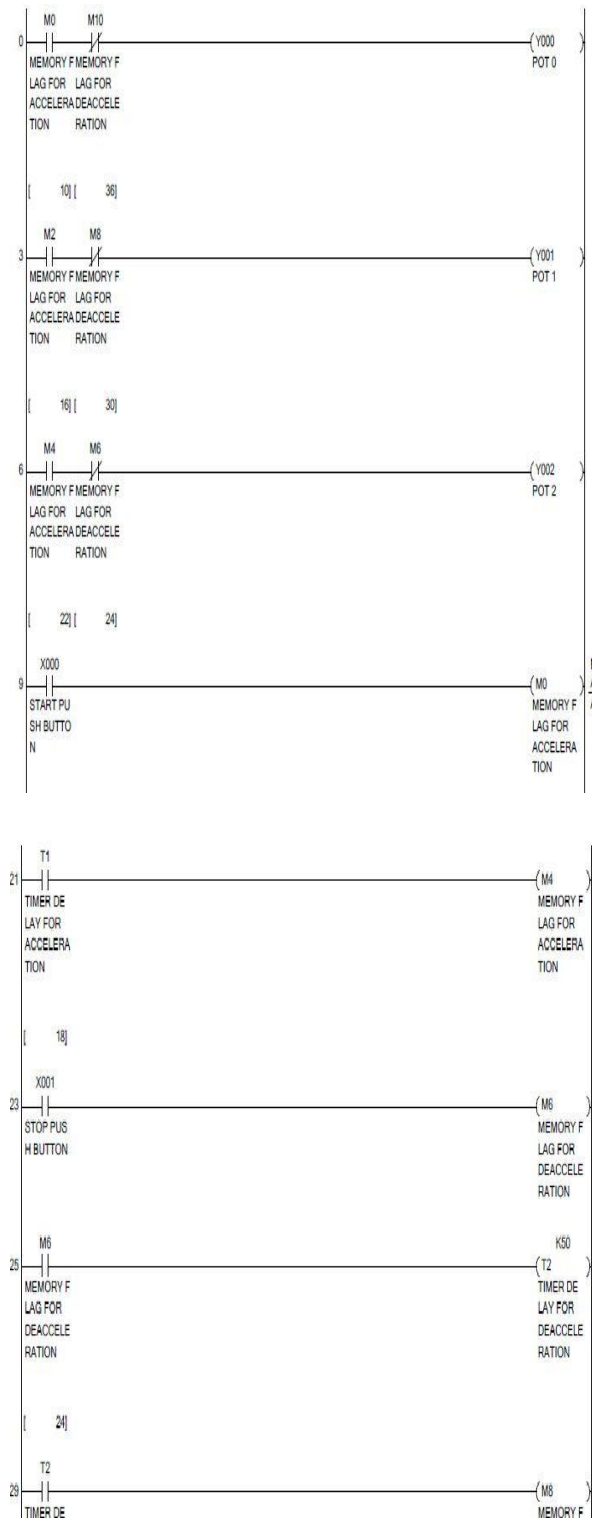 M0 M10
0 (Y000)
MEMORY F MEMORY F POT 0
LAG FOR LAG FOR
ACCELERA DEACCELE
TION RATION
[ 10] [ 36]
M2 M8
3 (Y001)
MEMORY F MEMORY F POT 1
LAG FOR LAG FOR
ACCELERA DEACCELE
TION RATION
[ 16] [ 30]
M4 M6
6 (Y002)
MEMORY F MEMORY F POT 2
LAG FOR LAG FOR
ACCELERA DEACCELE
TION RATION
[ 22] [ 24]
X000
9 (M0)
START PU MEMORY F
SH BUTTO LAG FOR
N ACCELERA
TION
T1
21 (M4)
TIMER DE MEMORY F
LAY FOR LAG FOR
ACCELERA ACCELERA
TION TION
[ 18]
X001
23 (M6)
STOP PUS MEMORY F
H BUTTON LAG FOR
DEACCELE
RATION
M6 K50
25 (T2)
MEMORY F TIMER DE
LAG FOR LAY FOR
DEACCELE DEACCELE
RATION RATION
[ 24]
T2
29 (M8)
TIMER DE MEMORY F